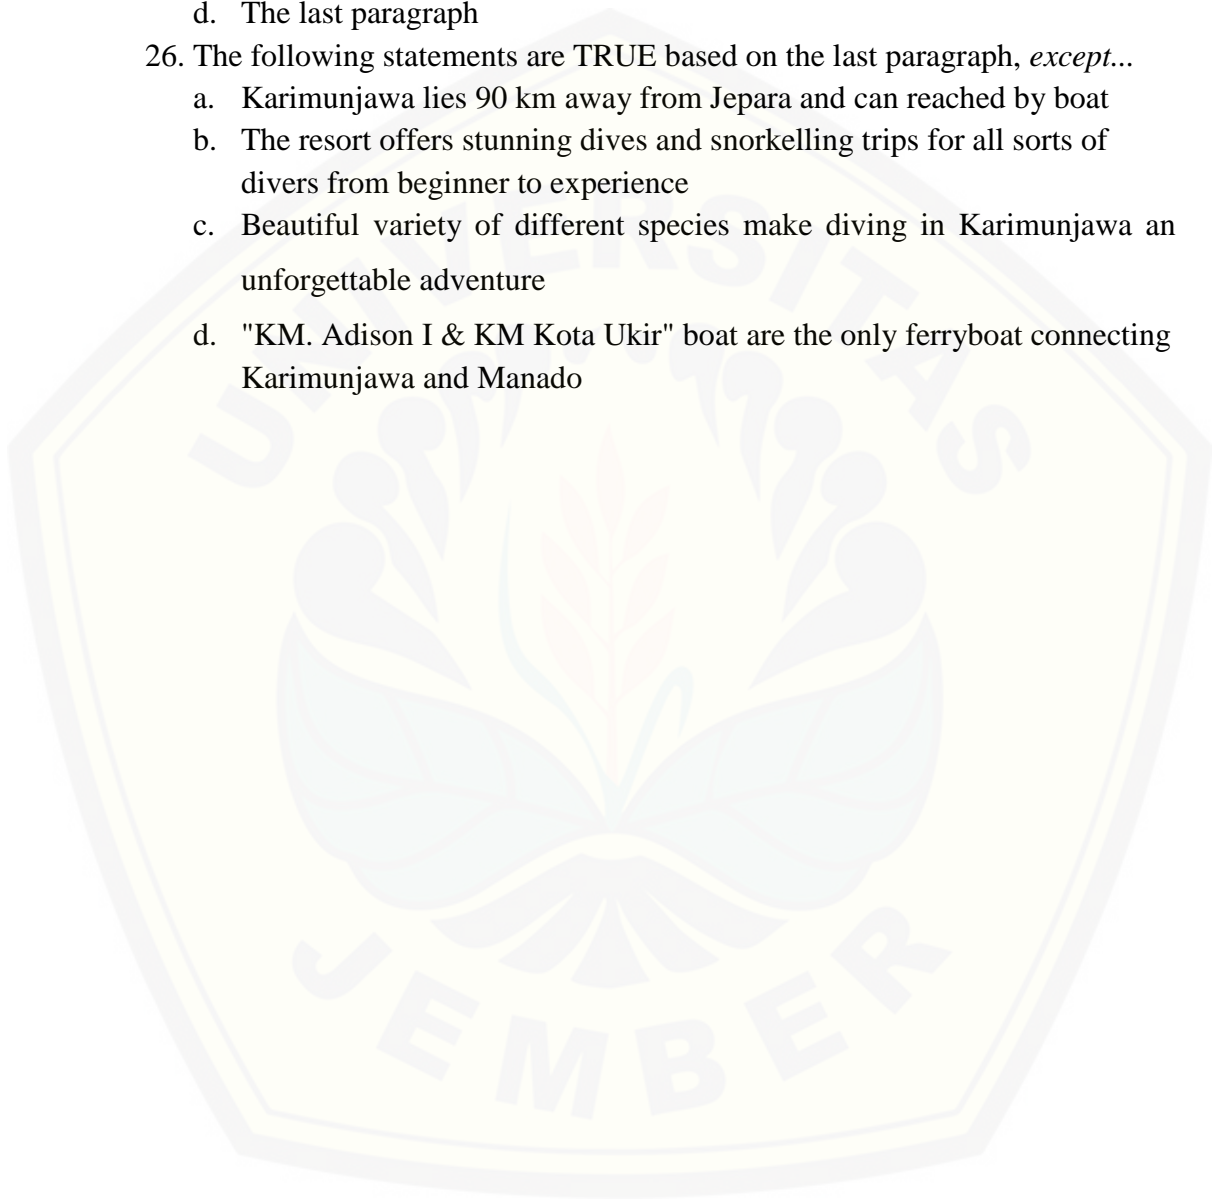 d. The last paragraph
26. The following statements are TRUE based on the last paragraph, except...
a. Karimunjawa lies 90 km away from Jepara and can reached by boat
b. The resort offers stunning dives and snorkelling trips for all sorts of
divers from beginner to experience
c. Beautiful variety of different species make diving in Karimunjawa an
unforgettable adventure
d. "KM. Adison I & KM Kota Ukir" boat are the only ferryboat connecting
Karimunjawa and Manado
UNIVERSITAS
JEMBER